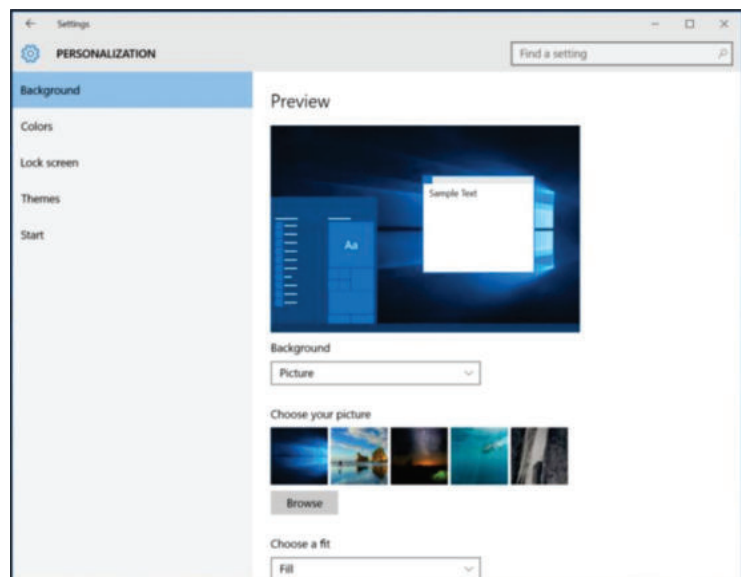 Settings
PERSONALIZATION
Find a setting
Background
Colors
Lock screen
Themes
Start
Preview
Sample Text
Aa
Background
Picture
Choose your picture
Browse
Choose a fit
Fill